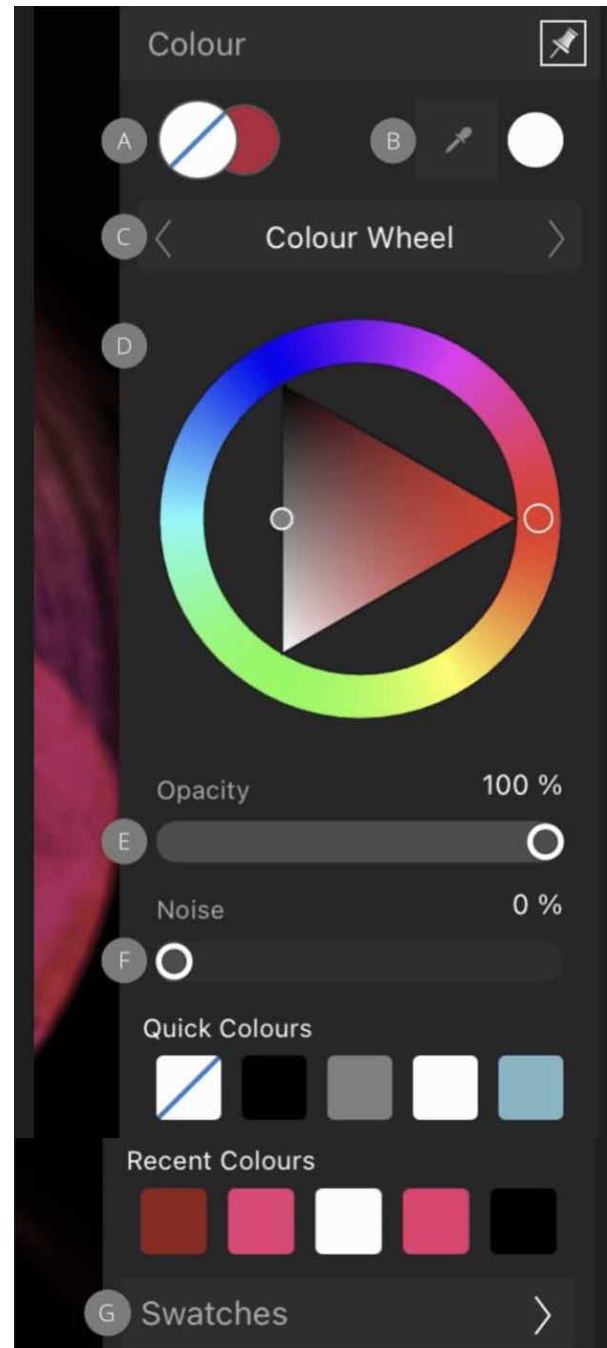 Colour
A
B
C
Colour Wheel
D
Opacity 100 %
E
Noise 0 %
F
Quick Colours
Recent Colours
G Swatches